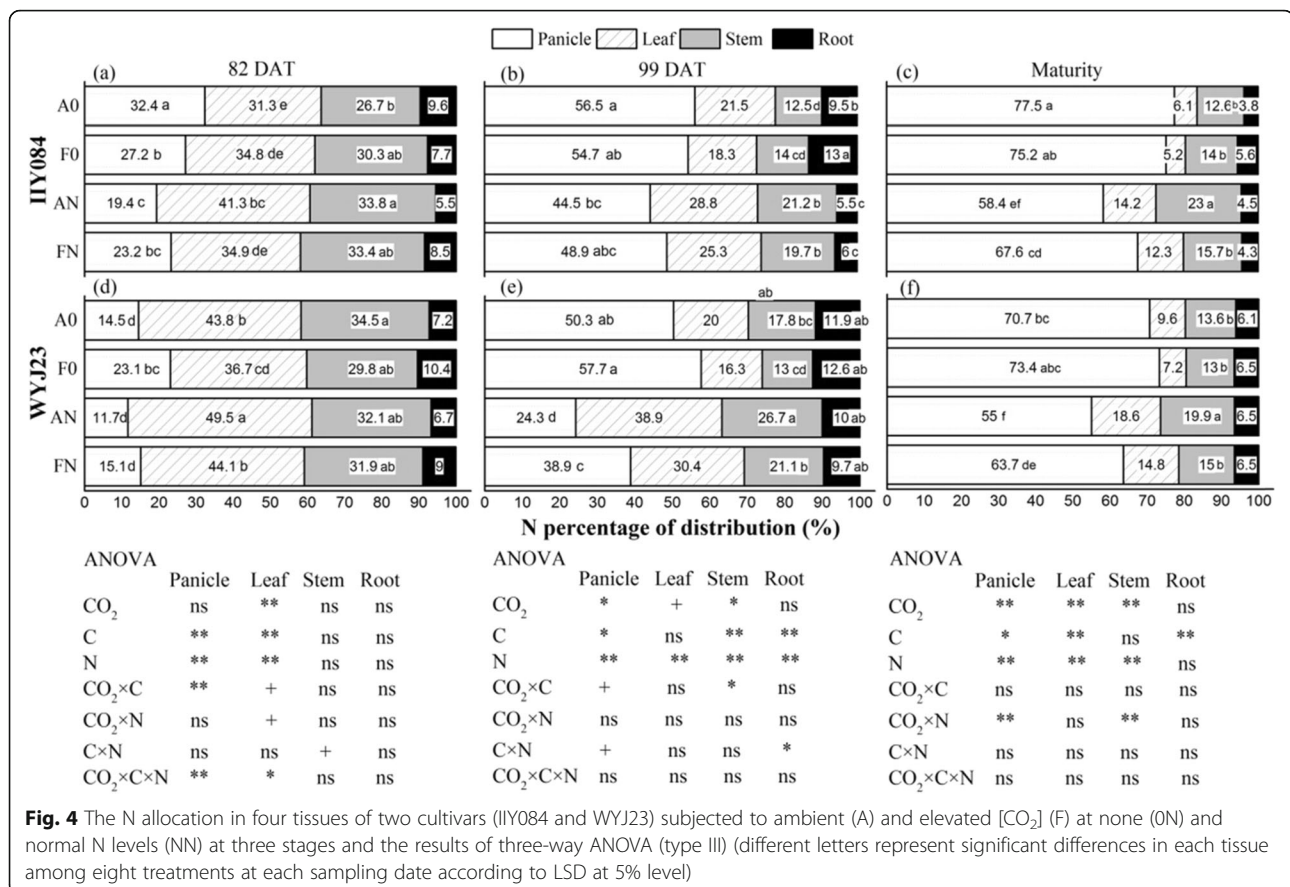 Panicle Leaf Stem Root
(a) 82 DAT
(b) 99 DAT
(c) Maturity
IIY084
A0 32.4 a 31.3 e 26.7 b 9.6
F0 27.2 b 34.8 de 30.3 ab 7.7
AN 19.4 c 41.3 bc 33.8 a 5.5
FN 23.2 bc 34.9 de 33.4 ab 8.5
56.5 a 21.5 12.5 d 9.5 b
54.7 ab 18.3 14 cd 13 a
44.5 bc 28.8 21.2 b 5.5 c
48.9 abc 25.3 19.7 b 6 c
77.5 a 6.1 12.6 b 3.8
75.2 ab 5.2 14 b 5.6
58.4 ef 14.2 23 a 4.5
67.6 cd 12.3 15.7 b 4.3
WYJ23
(d)
A0 14.5 d 43.8 b 34.5 a 7.2
F0 23.1 bc 36.7 cd 29.8 ab 10.4
AN 11.7 d 49.5 a 32.1 ab 6.7
FN 15.1 d 44.1 b 31.9 ab 9
0 10 20 30 40 50 60 70 80 90 100
(e) ab
50.3 ab 20 17.8 bc 11.9 ab
57.7 a 16.3 13 cd 12.6 ab
24.3 d 38.9 26.7 a 10 ab
38.9 c 30.4 21.1 b 9.7 ab
0 10 20 30 40 50 60 70 80 90 100
(f)
70.7 bc 9.6 13.6 b 6.1
73.4 abc 7.2 13 b 6.5
55 f 18.6 19.9 a 6.5
63.7 de 14.8 15 b 6.5
0 10 20 30 40 50 60 70 80 90 100
N percentage of distribution (%)
ANOVA
Panicle Leaf Stem Root
CO₂ ns ** ns ns
C ** ** ns ns
N ** ** ns ns
CO₂×C ** + ns ns
CO₂×N ns + ns ns
C×N ns ns + ns
CO₂×C×N ** * ns ns
ANOVA
Panicle Leaf Stem Root
CO₂ * + * ns
C * ns ** **
N ** ** ** **
CO₂×C + ns * ns
CO₂×N ns ns ns ns
C×N + ns ns *
CO₂×C×N ns ns ns ns
ANOVA
Panicle Leaf Stem Root
CO₂ ** ** ** ns
C * ** ns **
N ** ** ** ns
CO₂×C ns ns ns ns
CO₂×N ** ns ** ns
C×N ns ns ns ns
CO₂×C×N ns ns ns ns
Fig. 4 The N allocation in four tissues of two cultivars (IIY084 and WYJ23) subjected to ambient (A) and elevated [CO₂] (F) at none (0N) and
normal N levels (NN) at three stages and the results of three-way ANOVA (type III) (different letters represent significant differences in each tissue
among eight treatments at each sampling date according to LSD at 5% level)